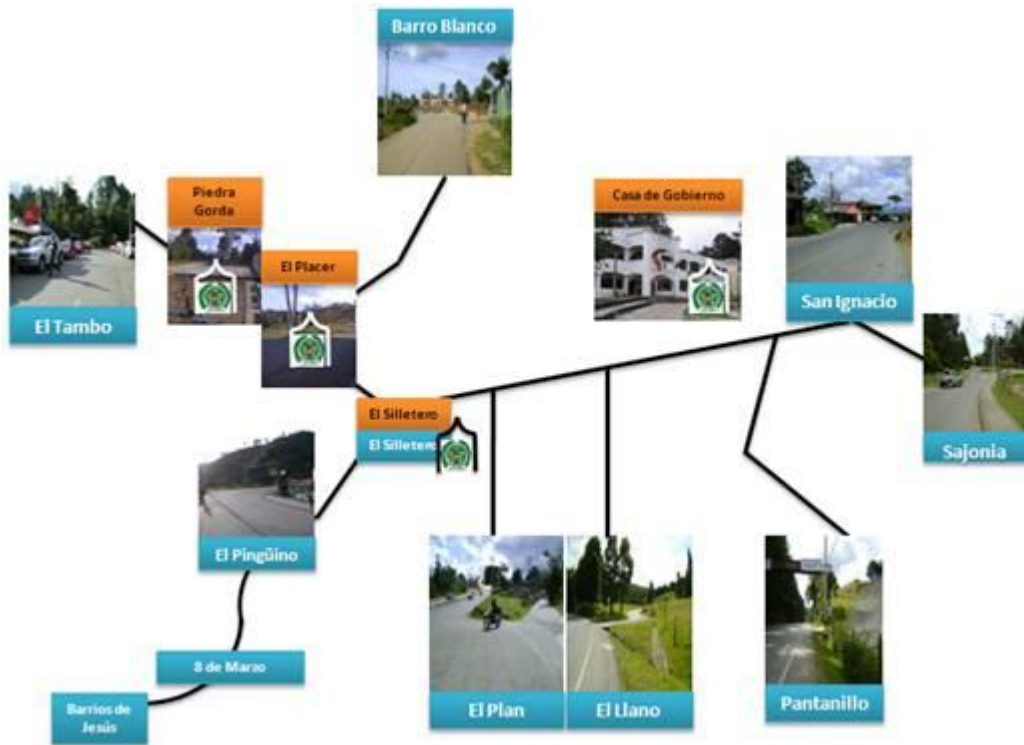 Barro Blanco
Piedra
Gorda
Casa de Gobierno
El Placer
San Ignacio
El Tambo
El Silletero
El Silletero
Sajonia
El Pingüino
8 de Marzo
Barrios de
Jesús
El Plan
El Llano
Pantanillo